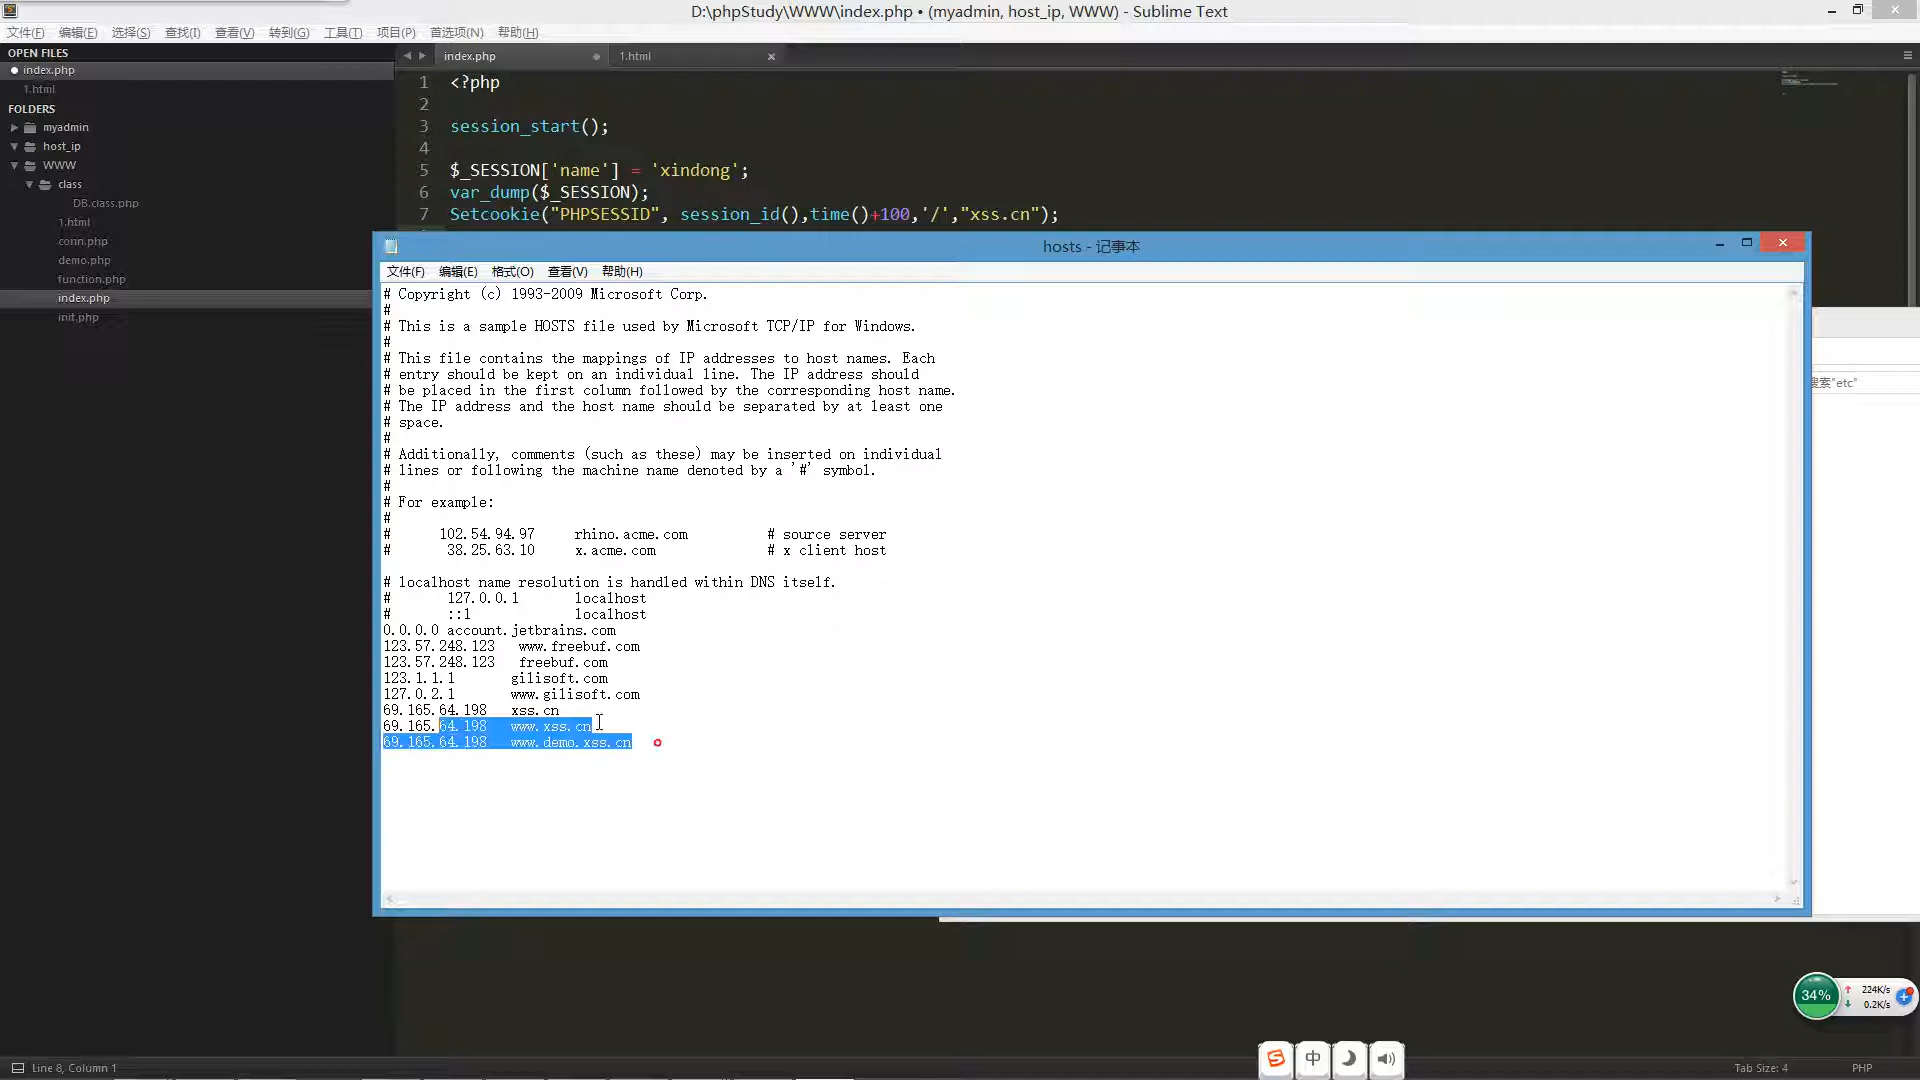 D:\phpStudy\WWW\index.php • (myadmin, host_ip, WWW) - Sublime Text
文件(F) 编辑(E) 选择(S) 查找(I) 查看(V) 转到(G) 工具(T) 项目(P) 首选项(N) 帮助(H)
OPEN FILES
index.php
1.html
FOLDERS
myadmin
host_ip
WWW
class
DB.class.php
1.html
conn.php
demo.php
function.php
index.php
init.php
index.php 1.html
1 <?php
2
3 session_start();
4
5 $_SESSION['name'] = 'xindong';
6 var_dump($_SESSION);
7 Setcookie("PHPSESSID", session_id(),time()+100,'/',"xss.cn");
hosts - 记事本
文件(F) 编辑(E) 格式(O) 查看(V) 帮助(H)
# Copyright (c) 1993-2009 Microsoft Corp.
#
# This is a sample HOSTS file used by Microsoft TCP/IP for Windows.
#
# This file contains the mappings of IP addresses to host names. Each
# entry should be kept on an individual line. The IP address should
# be placed in the first column followed by the corresponding host name.
# The IP address and the host name should be separated by at least one
# space.
#
# Additionally, comments (such as these) may be inserted on individual
# lines or following the machine name denoted by a '#' symbol.
#
# For example:
#
# 102.54.94.97 rhino.acme.com # source server
# 38.25.63.10 x.acme.com # x client host
# localhost name resolution is handled within DNS itself.
# 127.0.0.1 localhost
# ::1 localhost
0.0.0.0 account.jetbrains.com
123.57.248.123 www.freebuf.com
123.57.248.123 freebuf.com
123.1.1.1 gilisoft.com
127.0.2.1 www.gilisoft.com
69.165.64.198 xss.cn
69.165.64.198 www.xss.cn
69.165.64.198 www.demo.xss.cn
搜索"etc"
34% 224K/s
0.2K/s
中
Line 8, Column 1 Tab Size: 4 PHP